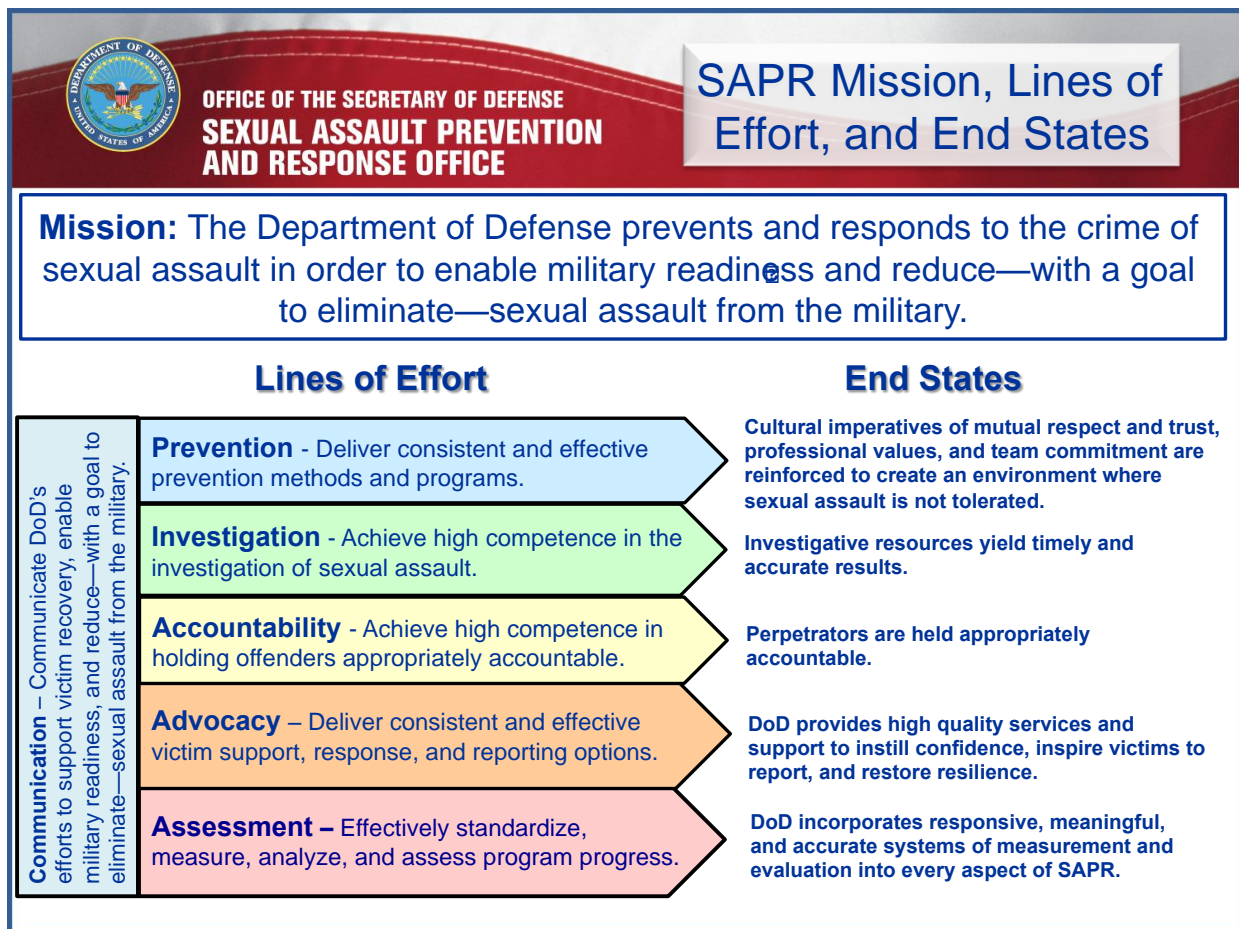 DEPARTMENT OF DEFENSE
UNITED STATES OF AMERICA
OFFICE OF THE SECRETARY OF DEFENSE
SEXUAL ASSAULT PREVENTION
AND RESPONSE OFFICE
SAPR Mission, Lines of
Effort, and End States
Mission: The Department of Defense prevents and responds to the crime of
sexual assault in order to enable military readiness and reduce—with a goal
to eliminate—sexual assault from the military.
Lines of Effort
End States
Communication – Communicate DoD's
efforts to support victim recovery, enable
military readiness, and reduce—with a goal to
eliminate—sexual assault from the military.
Prevention - Deliver consistent and effective
prevention methods and programs.
Cultural imperatives of mutual respect and trust,
professional values, and team commitment are
reinforced to create an environment where
sexual assault is not tolerated.
Investigation - Achieve high competence in the
investigation of sexual assault.
Investigative resources yield timely and
accurate results.
Accountability - Achieve high competence in
holding offenders appropriately accountable.
Perpetrators are held appropriately
accountable.
Advocacy – Deliver consistent and effective
victim support, response, and reporting options.
DoD provides high quality services and
support to instill confidence, inspire victims to
report, and restore resilience.
Assessment – Effectively standardize,
measure, analyze, and assess program progress.
DoD incorporates responsive, meaningful,
and accurate systems of measurement and
evaluation into every aspect of SAPR.